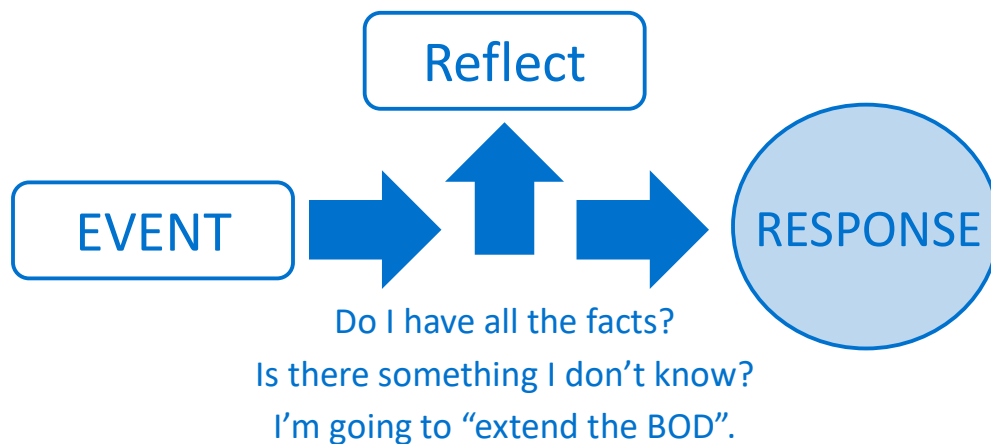 Reflect
EVENT
RESPONSE
Do I have all the facts?
Is there something I don’t know?
I’m going to “extend the BOD”.